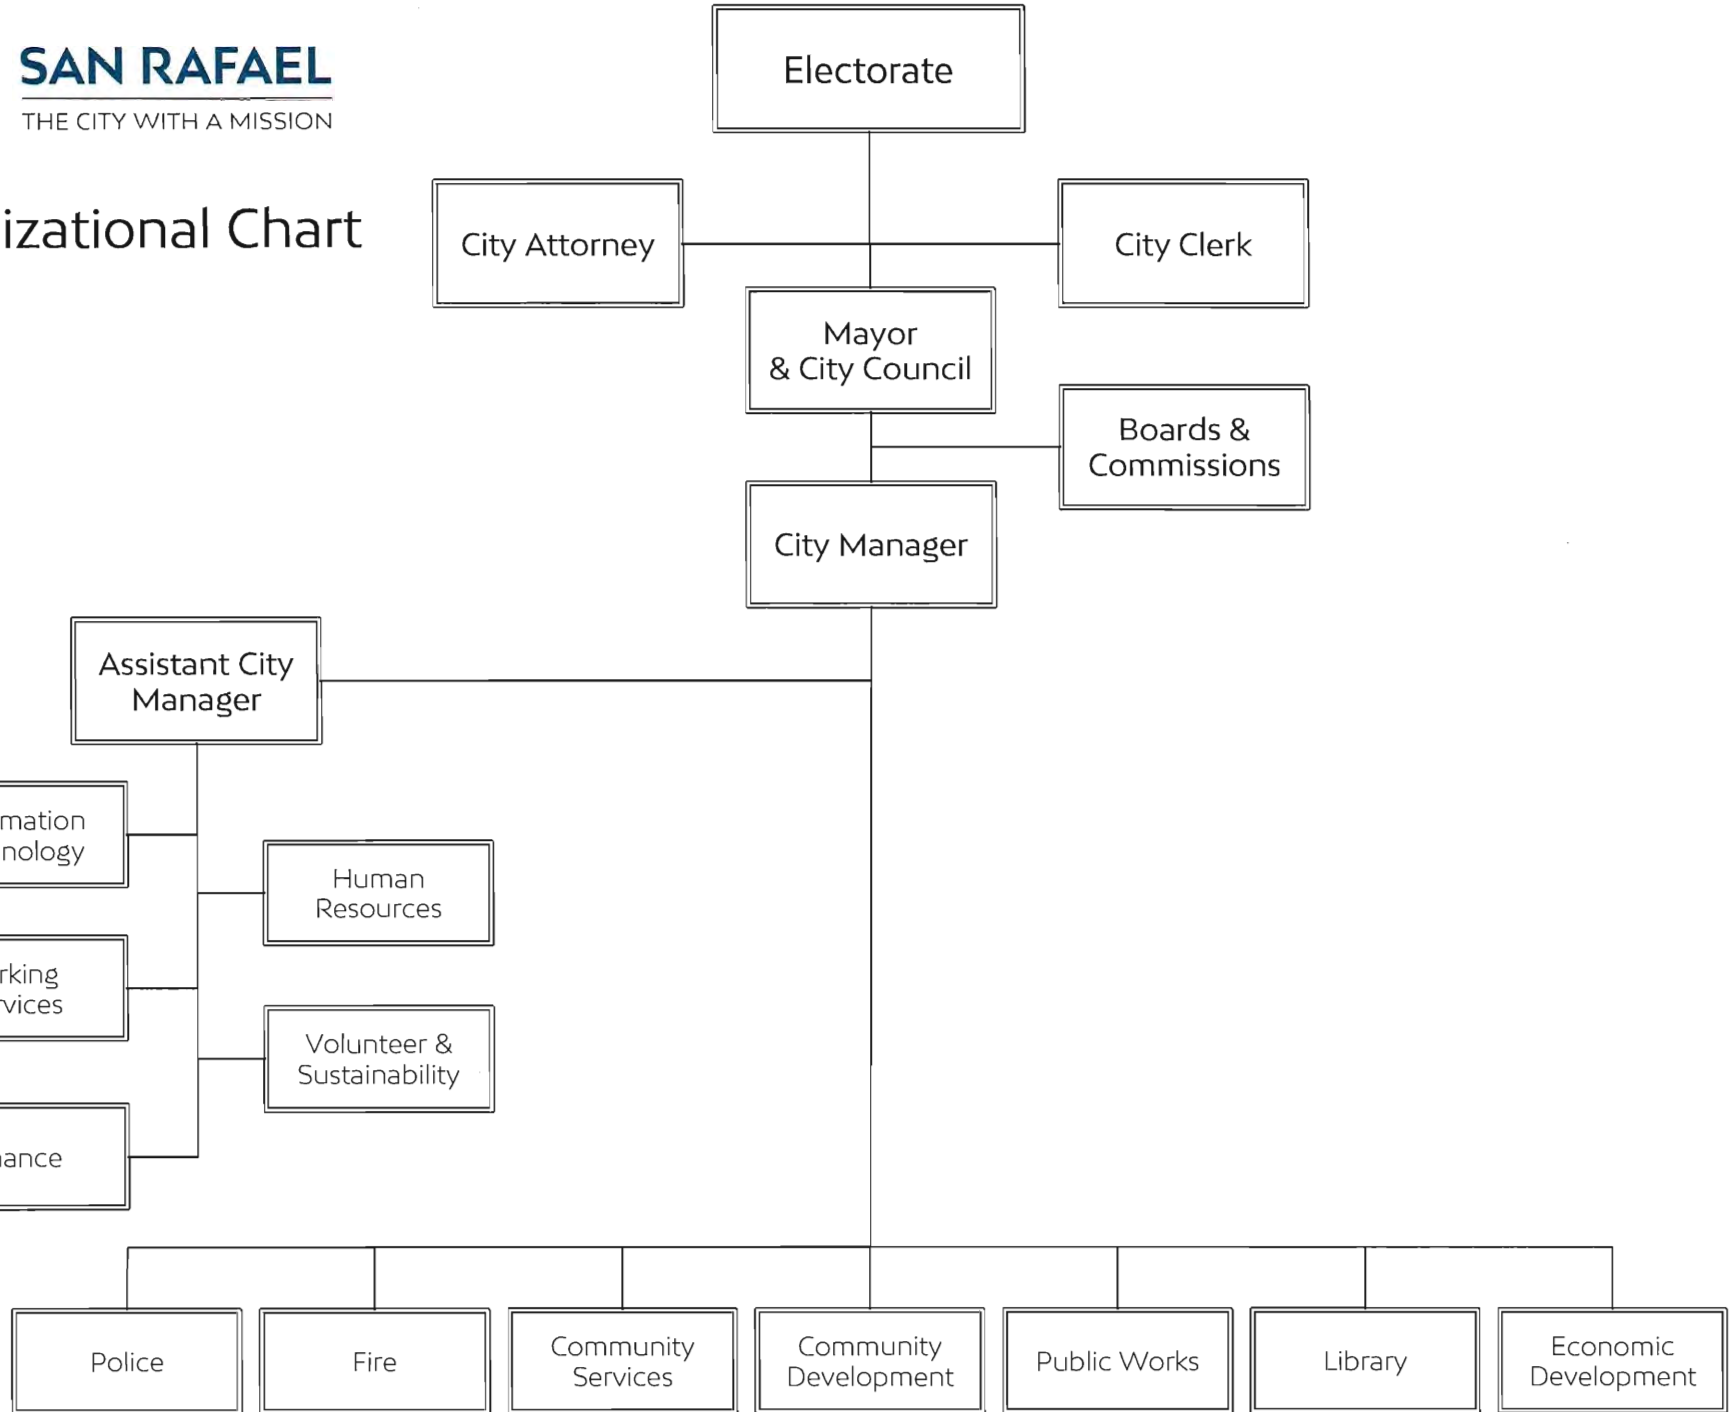 SAN RAFAEL
THE CITY WITH A MISSION
izational Chart
Electorate
City Attorney
City Clerk
Mayor
& City Council
Boards &
Commissions
City Manager
Assistant City
Manager
mation
nology
Human
Resources
rking
rvices
Volunteer &
Sustainability
ance
Police
Fire
Community
Services
Community
Development
Public Works
Library
Economic
Development